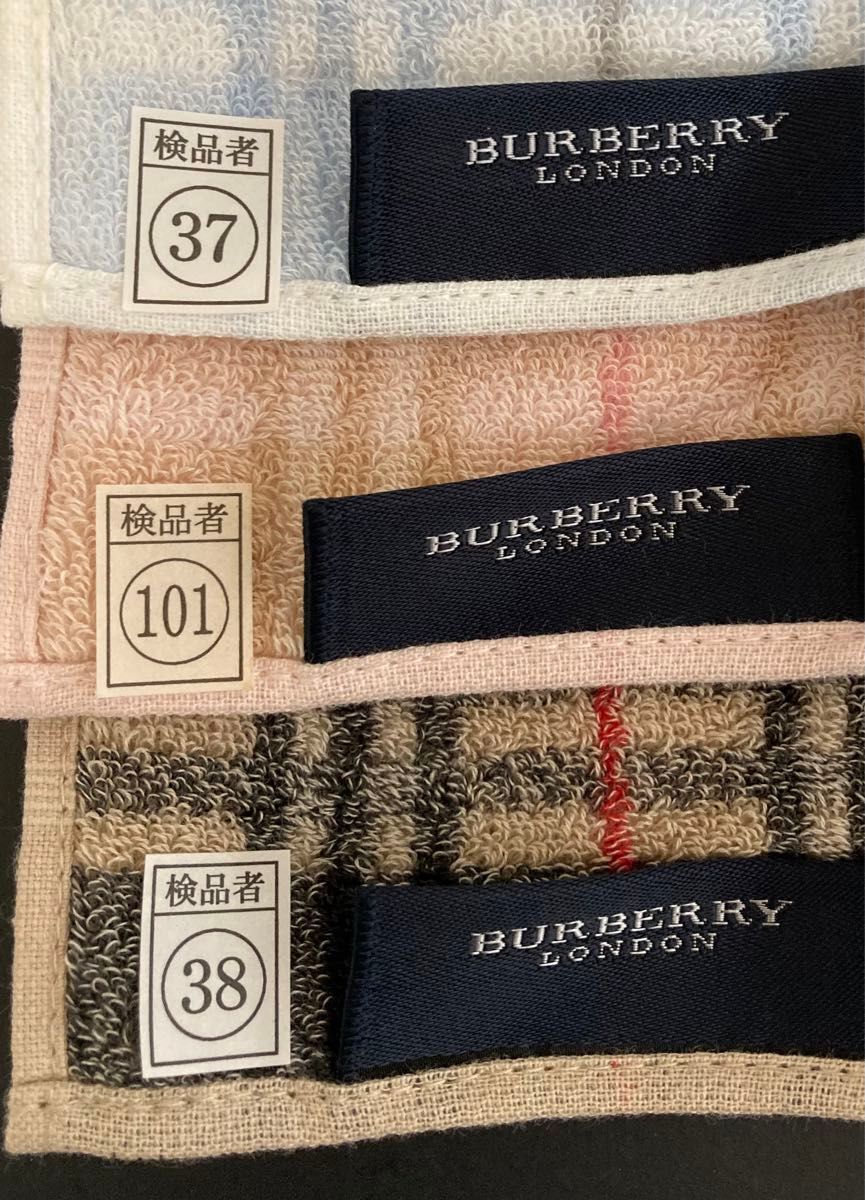 検品者
37
BURBERRY
LONDON
検品者
101
BURBERRY
LONDON
検品者
38
BURBERRY
LONDON